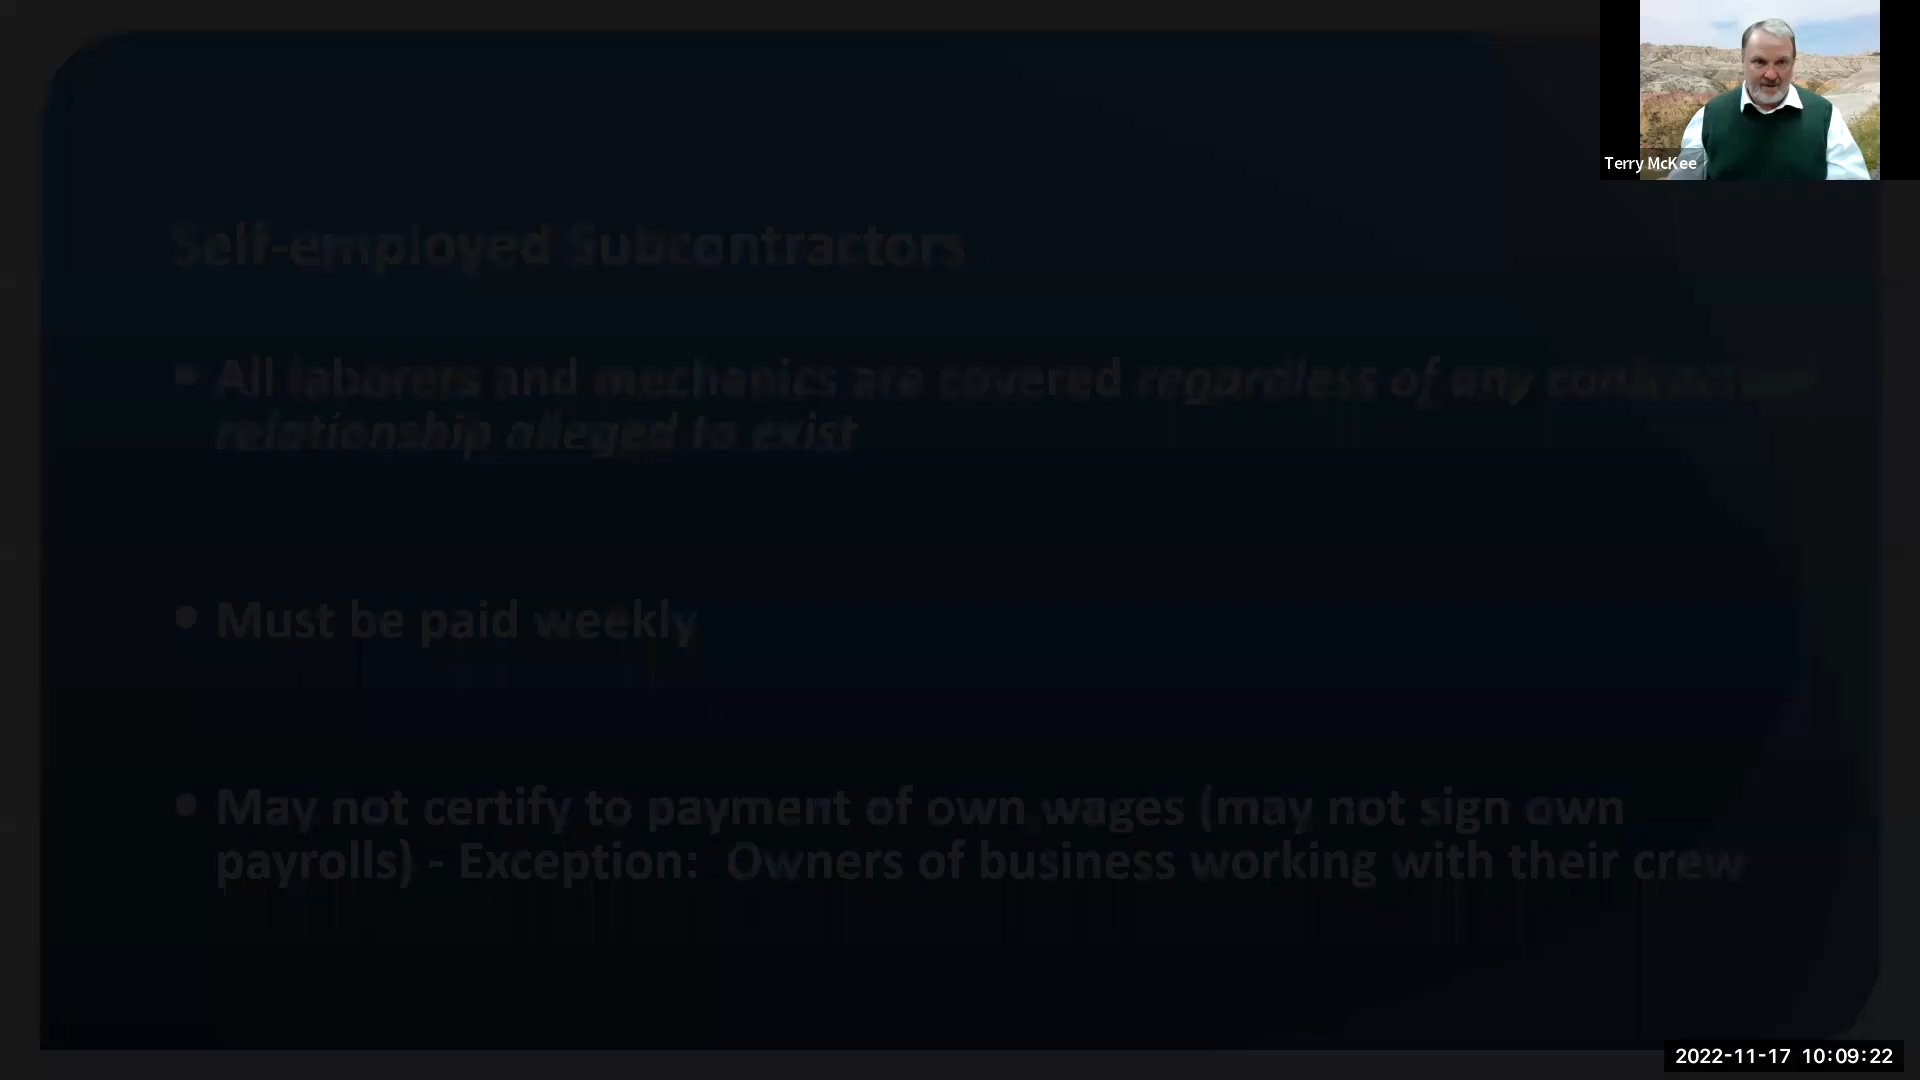 Terry McKee
Self-employed Subcontractors
All laborers and mechanics are covered regardless of any contractual
relationship alleged to exist
Must be paid weekly
May not certify to payment of own wages (may not sign own
payrolls) - Exception: Owners of business working with their crew
2022-11-17 10:09:22